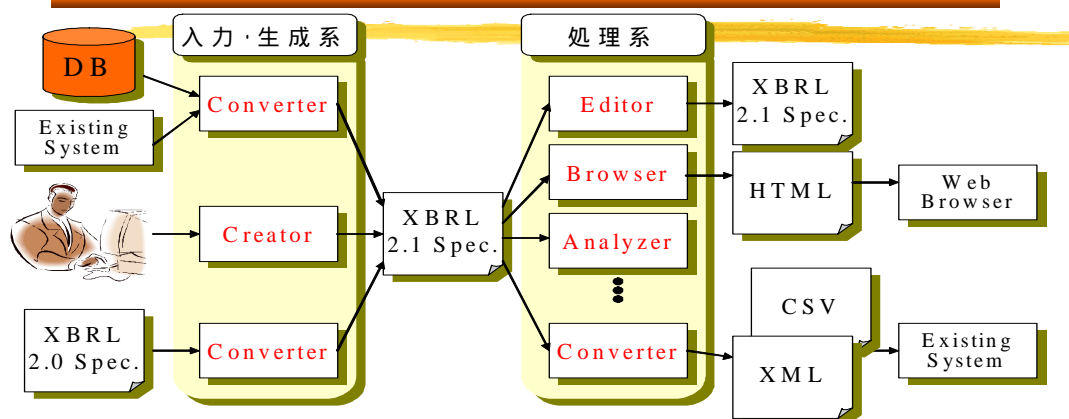 入力・生成系
処理系
DB
Existing
System
Converter
Creator
XBRL
2.0 Spec.
Converter
XBRL
2.1 Spec.
Editor
Browser
Analyzer
Converter
XBRL
2.1 Spec.
HTML
Web
Browser
CSV
XML
Existing
System